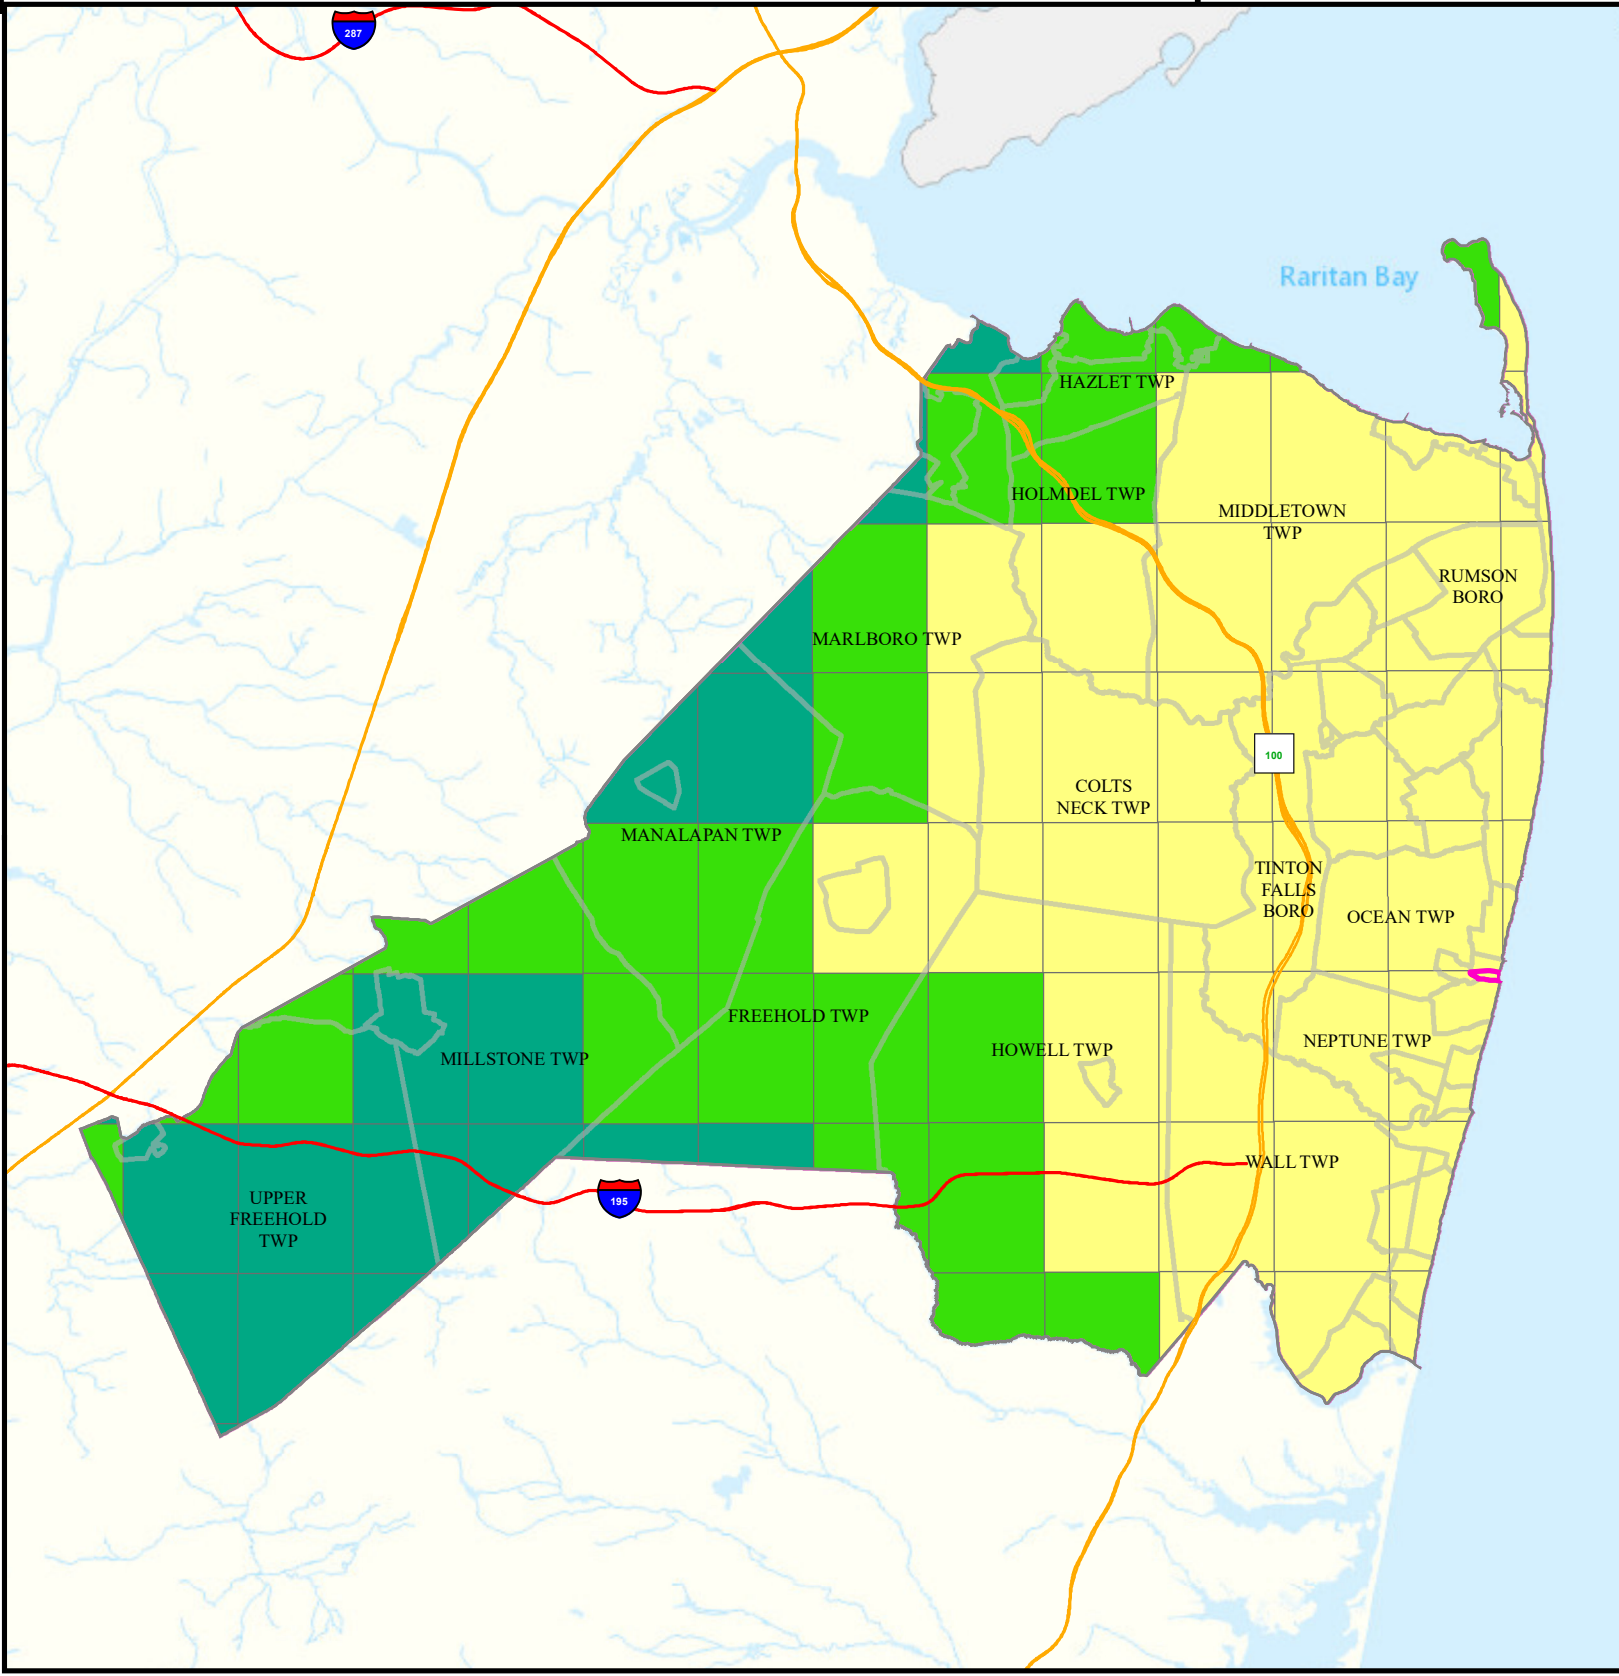 287
Raritan Bay
HAZLET TWP
HOLMDEL TWP
MIDDLETOWN
TWP
RUMSON
BORO
MARLBORO TWP
100
COLTS
NECK TWP
MANALAPAN TWP
TINTON
FALLS
BORO
OCEAN TWP
FREEHOLD TWP
NEPTUNE TWP
HOWELL TWP
MILLSTONE TWP
WALL TWP
195
UPPER
FREEHOLD
TWP